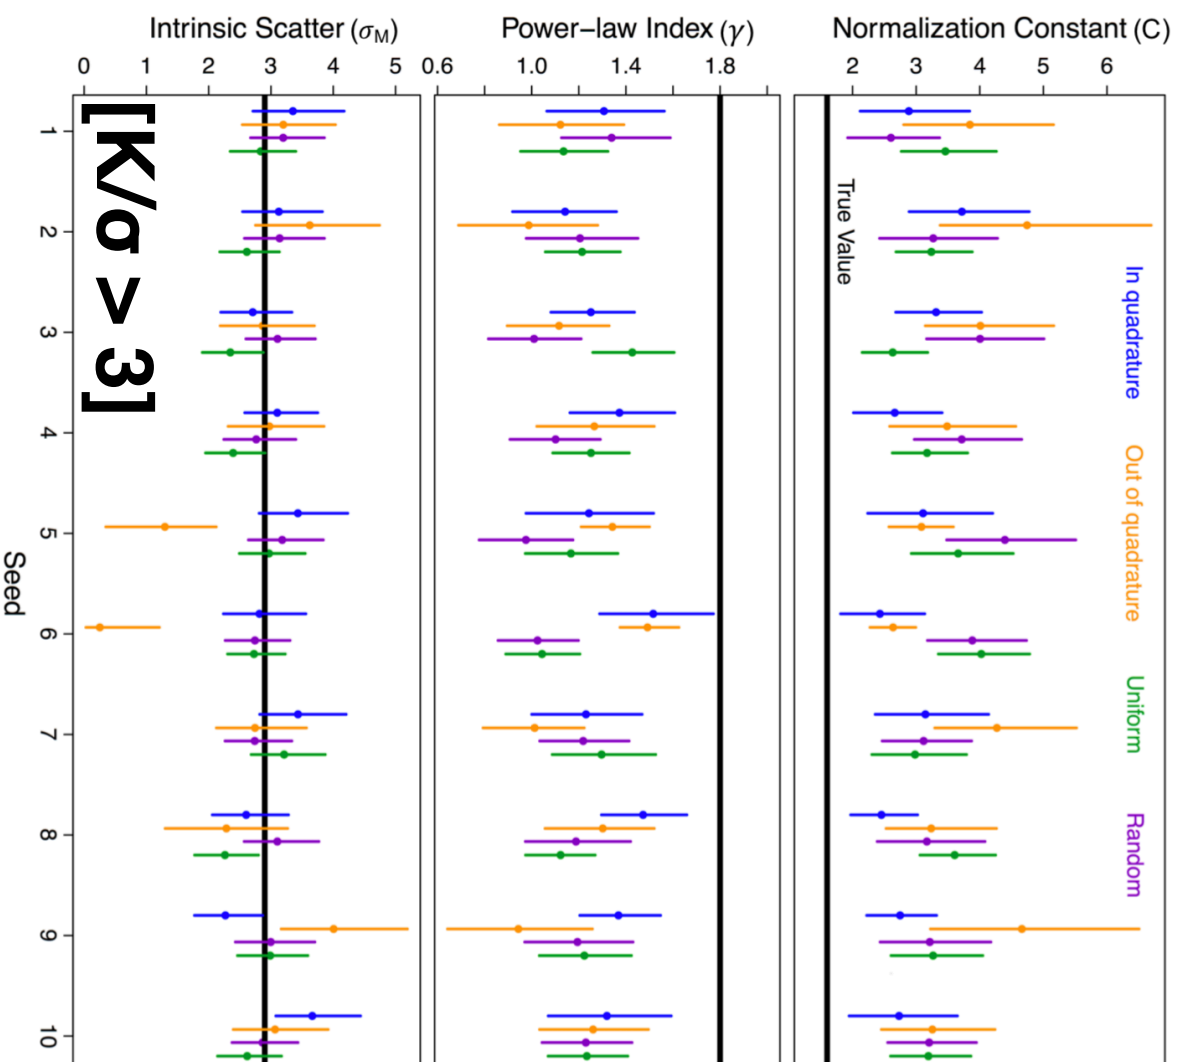 Intrinsic Scatter (σM)
Power−law Index (γ)
Normalization Constant (C)
0 1 2 3 4 5
0.6 1.0 1.4 1.8
2 3 4 5 6
[K/σ > 3]
True Value
In quadrature
Out of quadrature
Uniform
Random
1
2
3
4
5
6
7
8
9
10
Seed